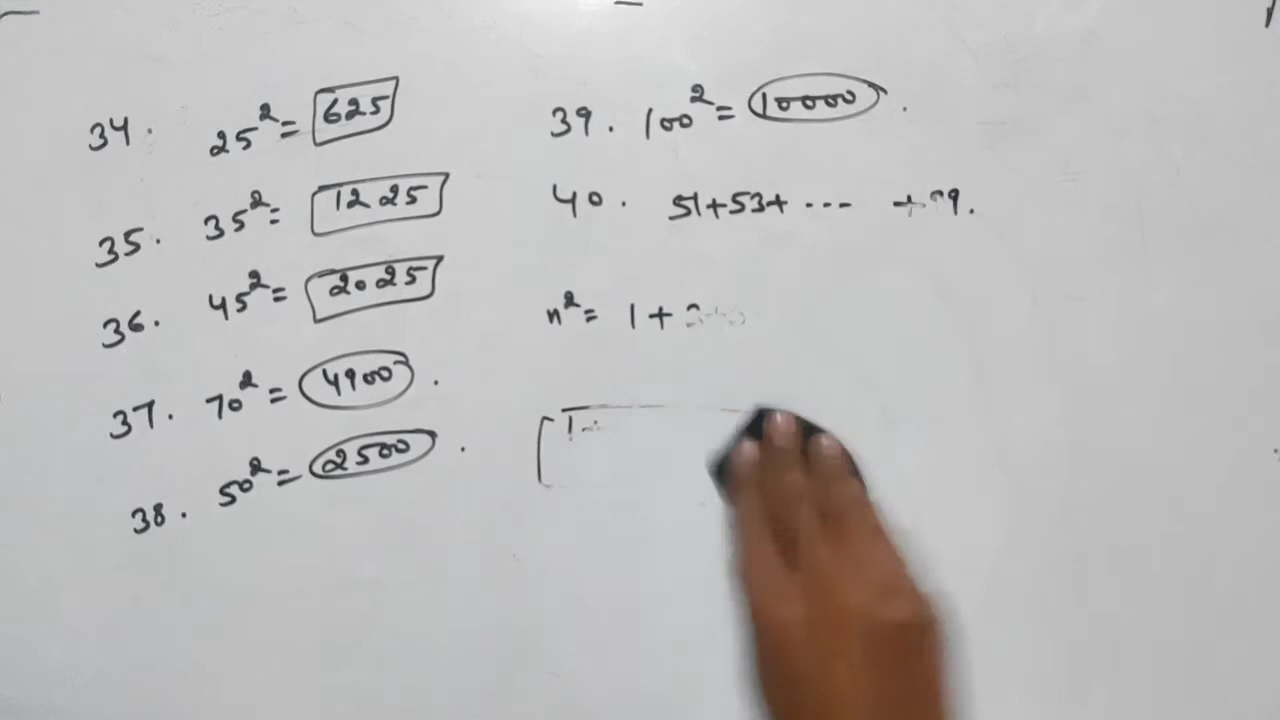 34. 25² = 625
35. 35² = 1225
36. 45² = 2025
37. 70² = 4900.
38. 50² = 2500.
39. 100² = 10000.
40. 51+53+ ... +
n² = 1 +